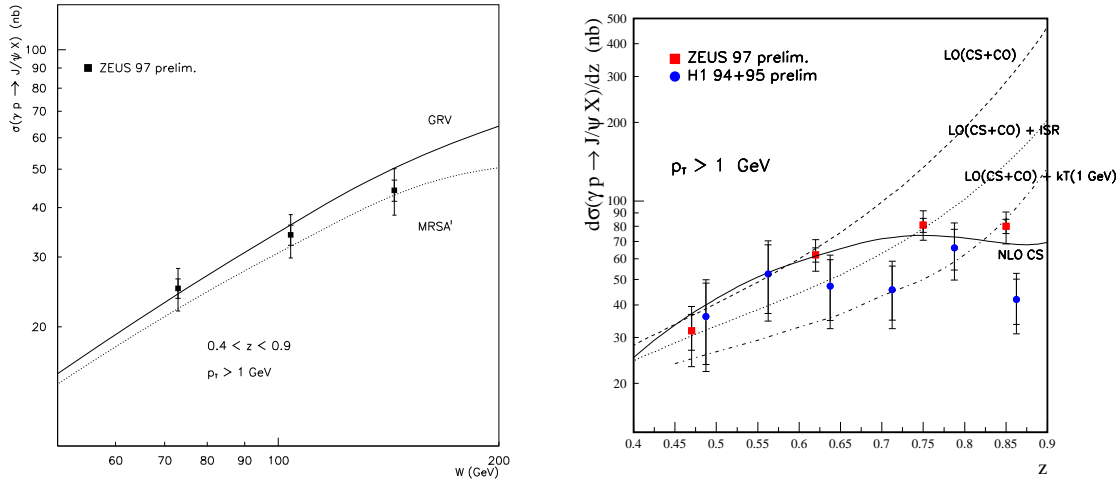 σ(γ p → J/ψ X) (nb)
100
90
80
70
60
50
40
30
20
ZEUS 97 prelim.
GRV
MRSA'
0.4 < z < 0.9
p_T > 1 GeV
60
70
80
90
100
200
W (GeV)
dσ(γ p → J/ψ X)/dz (nb)
500
400
300
200
100
90
80
70
60
50
40
30
20
ZEUS 97 prelim.
H1 94+95 prelim
LO(CS+CO)
LO(CS+CO) + ISR
p_T > 1 GeV
LO(CS+CO) + kT(1 GeV)
NLO CS
0.4
0.45
0.5
0.55
0.6
0.65
0.7
0.75
0.8
0.85
0.9
z